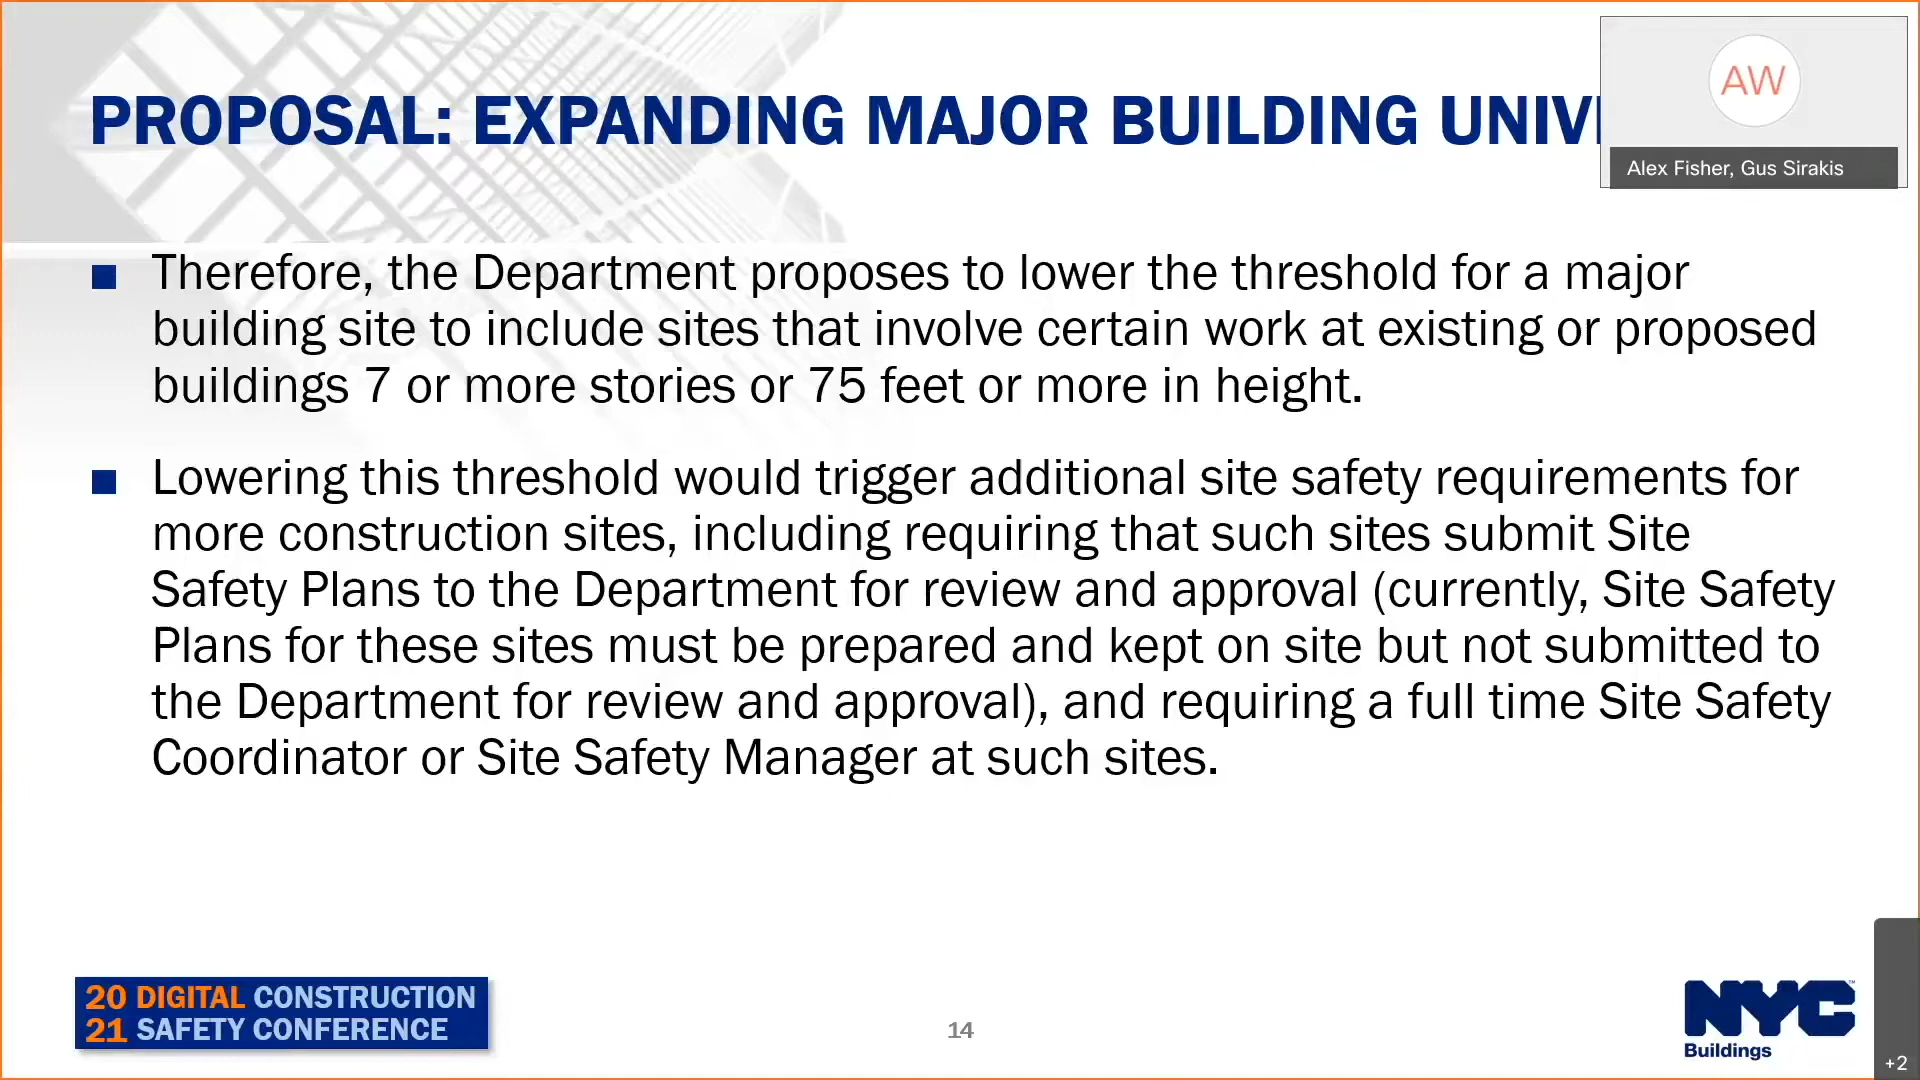 PROPOSAL: EXPANDING MAJOR BUILDING
AW
Alex Fisher, Gus Sirakis
■ Therefore, the Department proposes to lower the threshold for a major
building site to include sites that involve certain work at existing or proposed
buildings 7 or more stories or 75 feet or more in height.
■ Lowering this threshold would trigger additional site safety requirements for
more construction sites, including requiring that such sites submit Site
Safety Plans to the Department for review and approval (currently, Site Safety
Plans for these sites must be prepared and kept on site but not submitted to
the Department for review and approval), and requiring a full time Site Safety
Coordinator or Site Safety Manager at such sites.
20 DIGITAL CONSTRUCTION
21 SAFETY CONFERENCE
14
NYC™
Buildings
+2